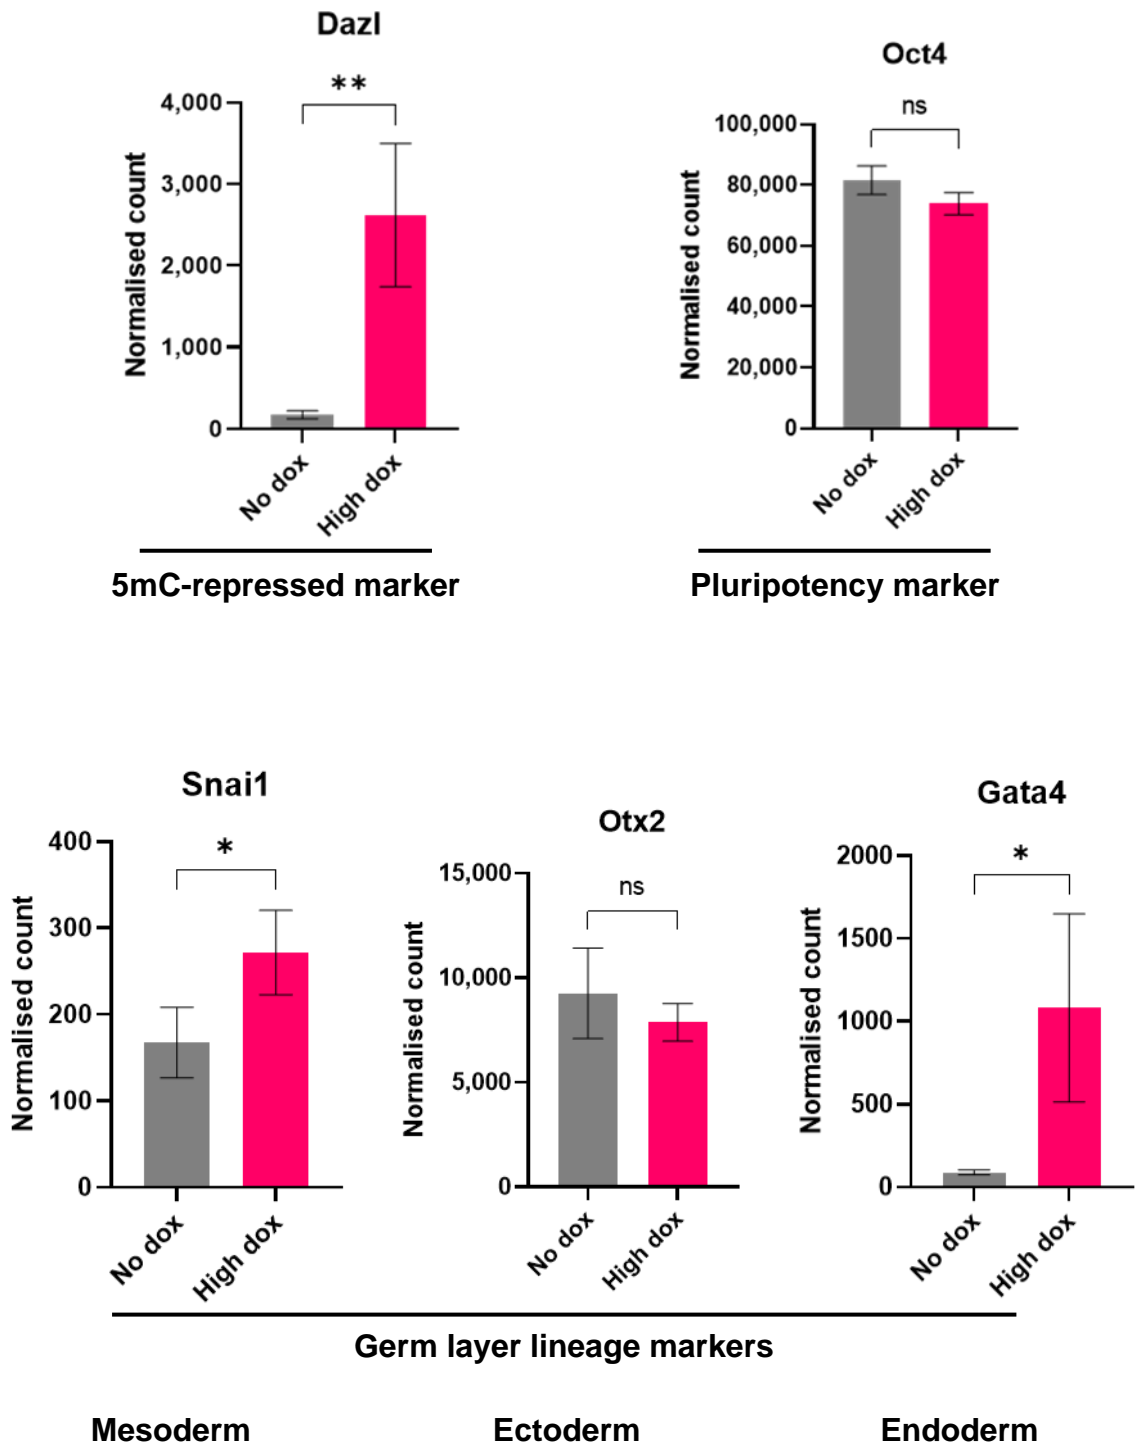 Dazl
**
4,000
3,000
2,000
1,000
0
Normalised count
No dox
High dox
5mC-repressed marker
Oct4
ns
100,000
80,000
60,000
40,000
20,000
0
Normalised count
No dox
High dox
Pluripotency marker
Snai1
*
400
300
200
100
0
Normalised count
No dox
High dox
Otx2
ns
15,000
10,000
5,000
0
Normalised count
No dox
High dox
Gata4
*
2000
1500
1000
500
0
Normalised count
No dox
High dox
Germ layer lineage markers
Mesoderm
Ectoderm
Endoderm